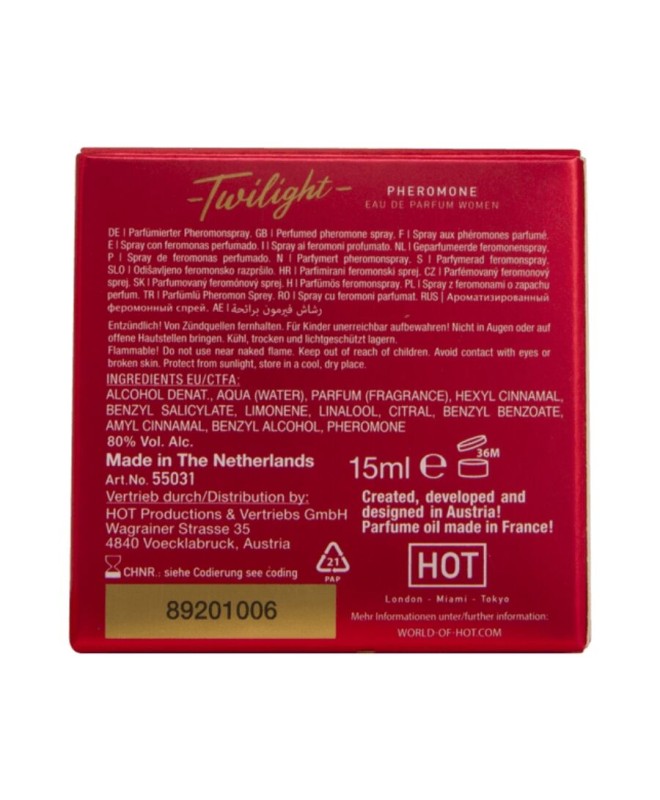 -Twilight-
PHEROMONE
EAU DE PARFUM WOMEN
DE | Parfümierter Pheromonspray. GB | Perfumed pheromone spray. F | Spray aux phéromones parfumé.
E | Spray con feromonas perfumado. I | Spray ai feromoni profumato. NL | Geparfumeerde feromonenspray.
P | Spray de feromonas perfumado. N | Parfymert pheromonspray. S | Parfymerad feromonspray.
SLO | Odišavljeno feromonsko razpršilo. HR | Parfimirani feromonski sprej. CZ | Parfémovaný feromonový
sprej. SK | Parfumovaný feromónový sprej. H | Parfümös feromonspray. PL | Spray z feromonami o zapachu
perfum. TR | Parfümlü Pheromon Sprey. RO | Spray cu feromoni parfumat. RUS | Ароматизированный
феромонный спрей. AE | رشاش فيرمون برائحة
Entzündlich! Von Zündquellen fernhalten. Für Kinder unerreichbar aufbewahren! Nicht in Augen oder auf
offene Hautstellen bringen. Kühl, trocken und lichtgeschützt lagern.
Flammable! Do not use near naked flame. Keep out of reach of children. Avoid contact with eyes or
broken skin. Protect from sunlight, store in a cool, dry place.
INGREDIENTS EU/CTFA:
ALCOHOL DENAT., AQUA (WATER), PARFUM (FRAGRANCE), HEXYL CINNAMAL,
BENZYL SALICYLATE, LIMONENE, LINALOOL, CITRAL, BENZYL BENZOATE,
AMYL CINNAMAL, BENZYL ALCOHOL, PHEROMONE
80% Vol. Alc.
Made in The Netherlands
Art.No. 55031
15ml ℮
36M
Vertrieb durch/Distribution by:
HOT Productions & Vertriebs GmbH
Wagrainer Strasse 35
4840 Voecklabruck, Austria
Created, developed and
designed in Austria!
Parfume oil made in France!
CHNR.: siehe Codierung see coding
21
PAP
HOT
London - Miami - Tokyo
89201006
Mehr Informationen unter/further information:
WORLD-OF-HOT.COM